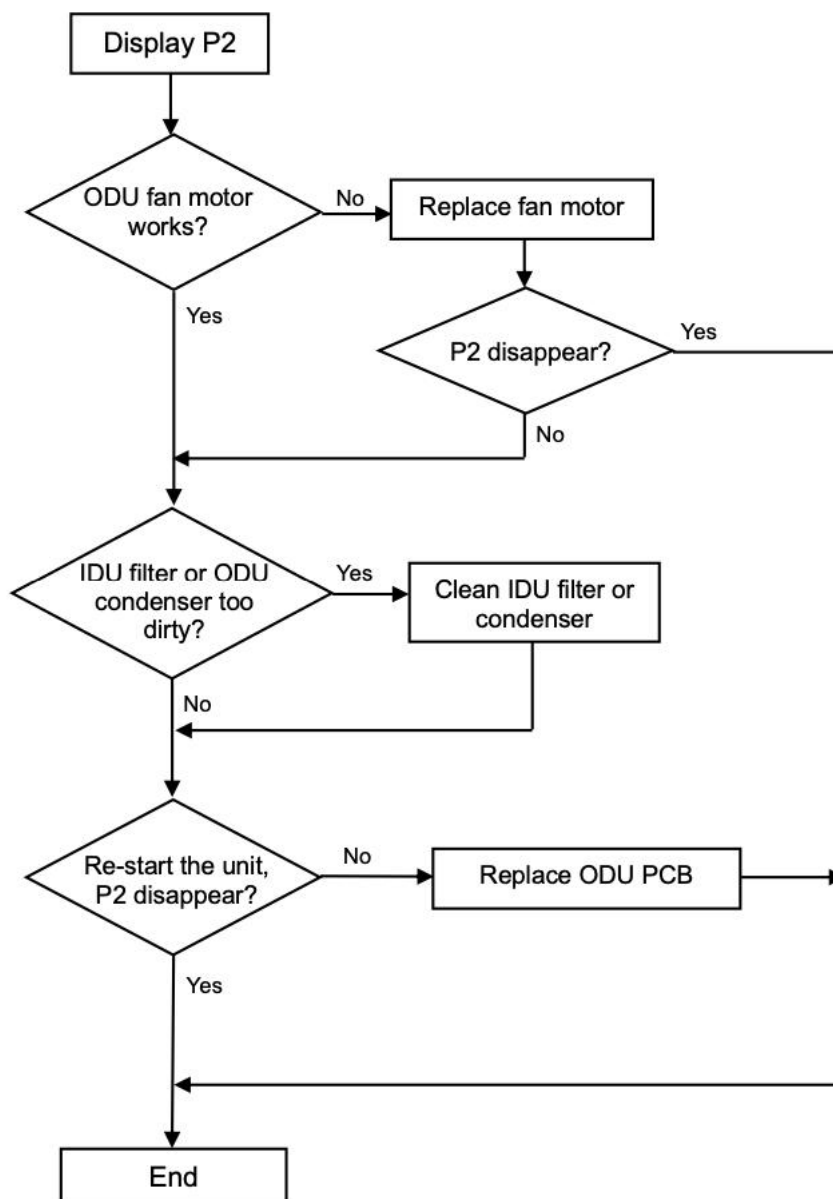 Display P2
ODU fan motor
works?
No
Replace fan motor
Yes
P2 disappear?
Yes
No
IDU filter or ODU
condenser too
dirty?
Yes
Clean IDU filter or
condenser
No
Re-start the unit,
P2 disappear?
No
Replace ODU PCB
Yes
End